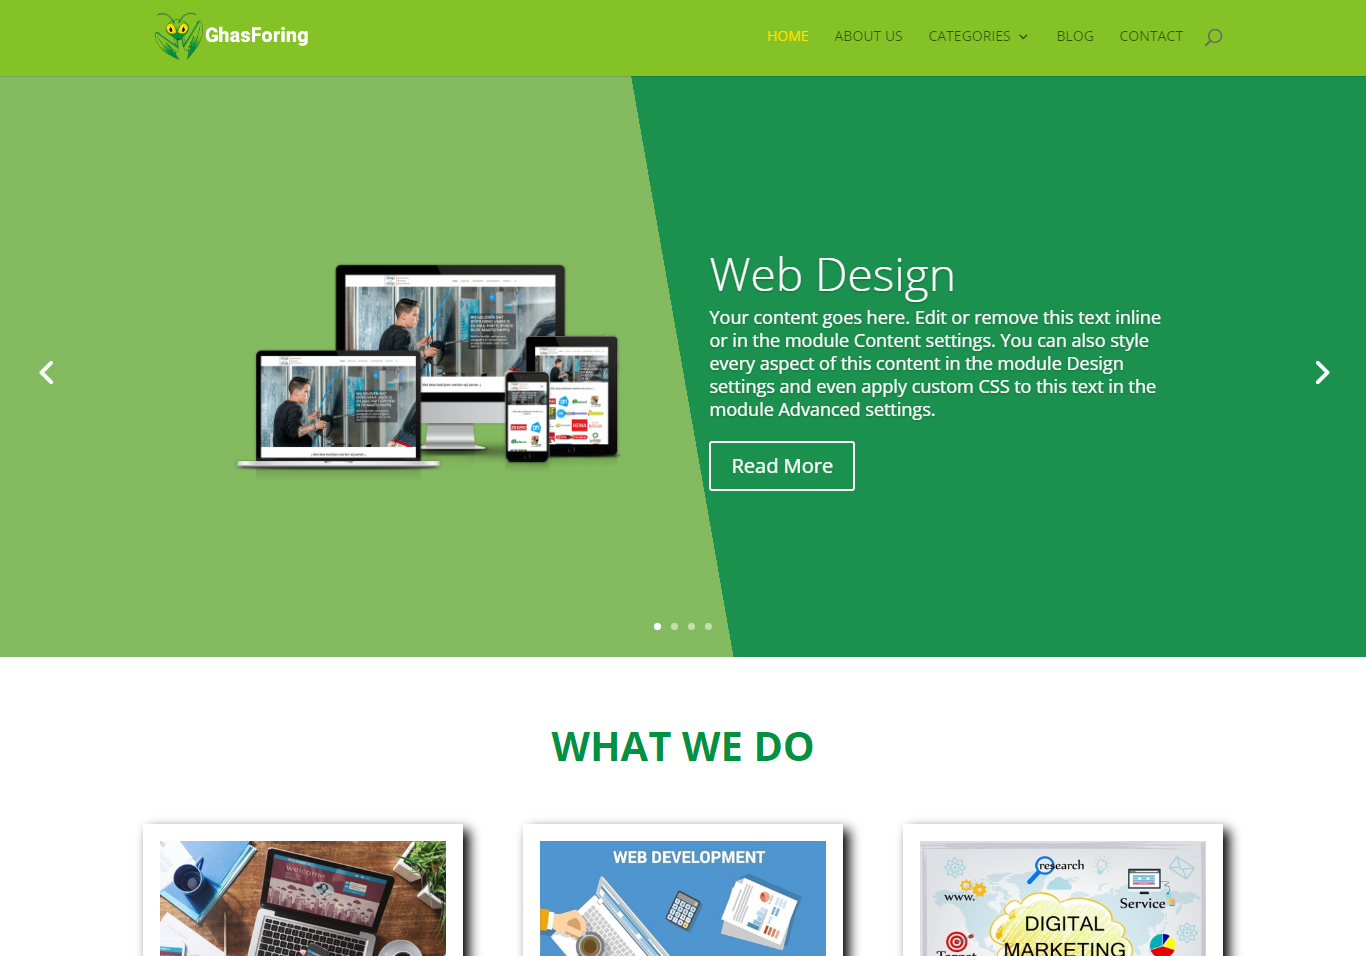 GhasForing
HOME ABOUT US CATEGORIES BLOG CONTACT
Web Design
Your content goes here. Edit or remove this text inline
or in the module Content settings. You can also style
every aspect of this content in the module Design
settings and even apply custom CSS to this text in the
module Advanced settings.
Read More
WHAT WE DO
welcome
WEB DEVELOPMENT
research
www.
Service
DIGITAL
MARKETING
Target